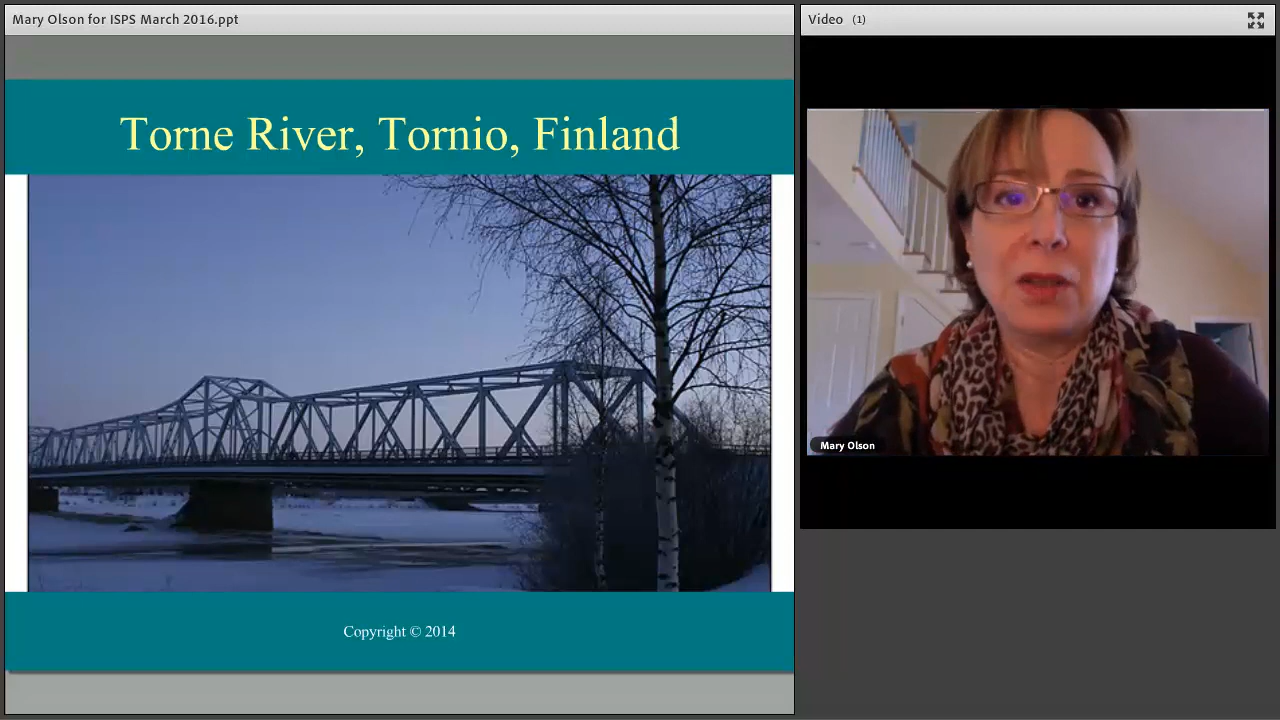 Mary Olson for ISPS March 2016.ppt
Video (1)
Torne River, Tornio, Finland
Mary Olson
Copyright © 2014